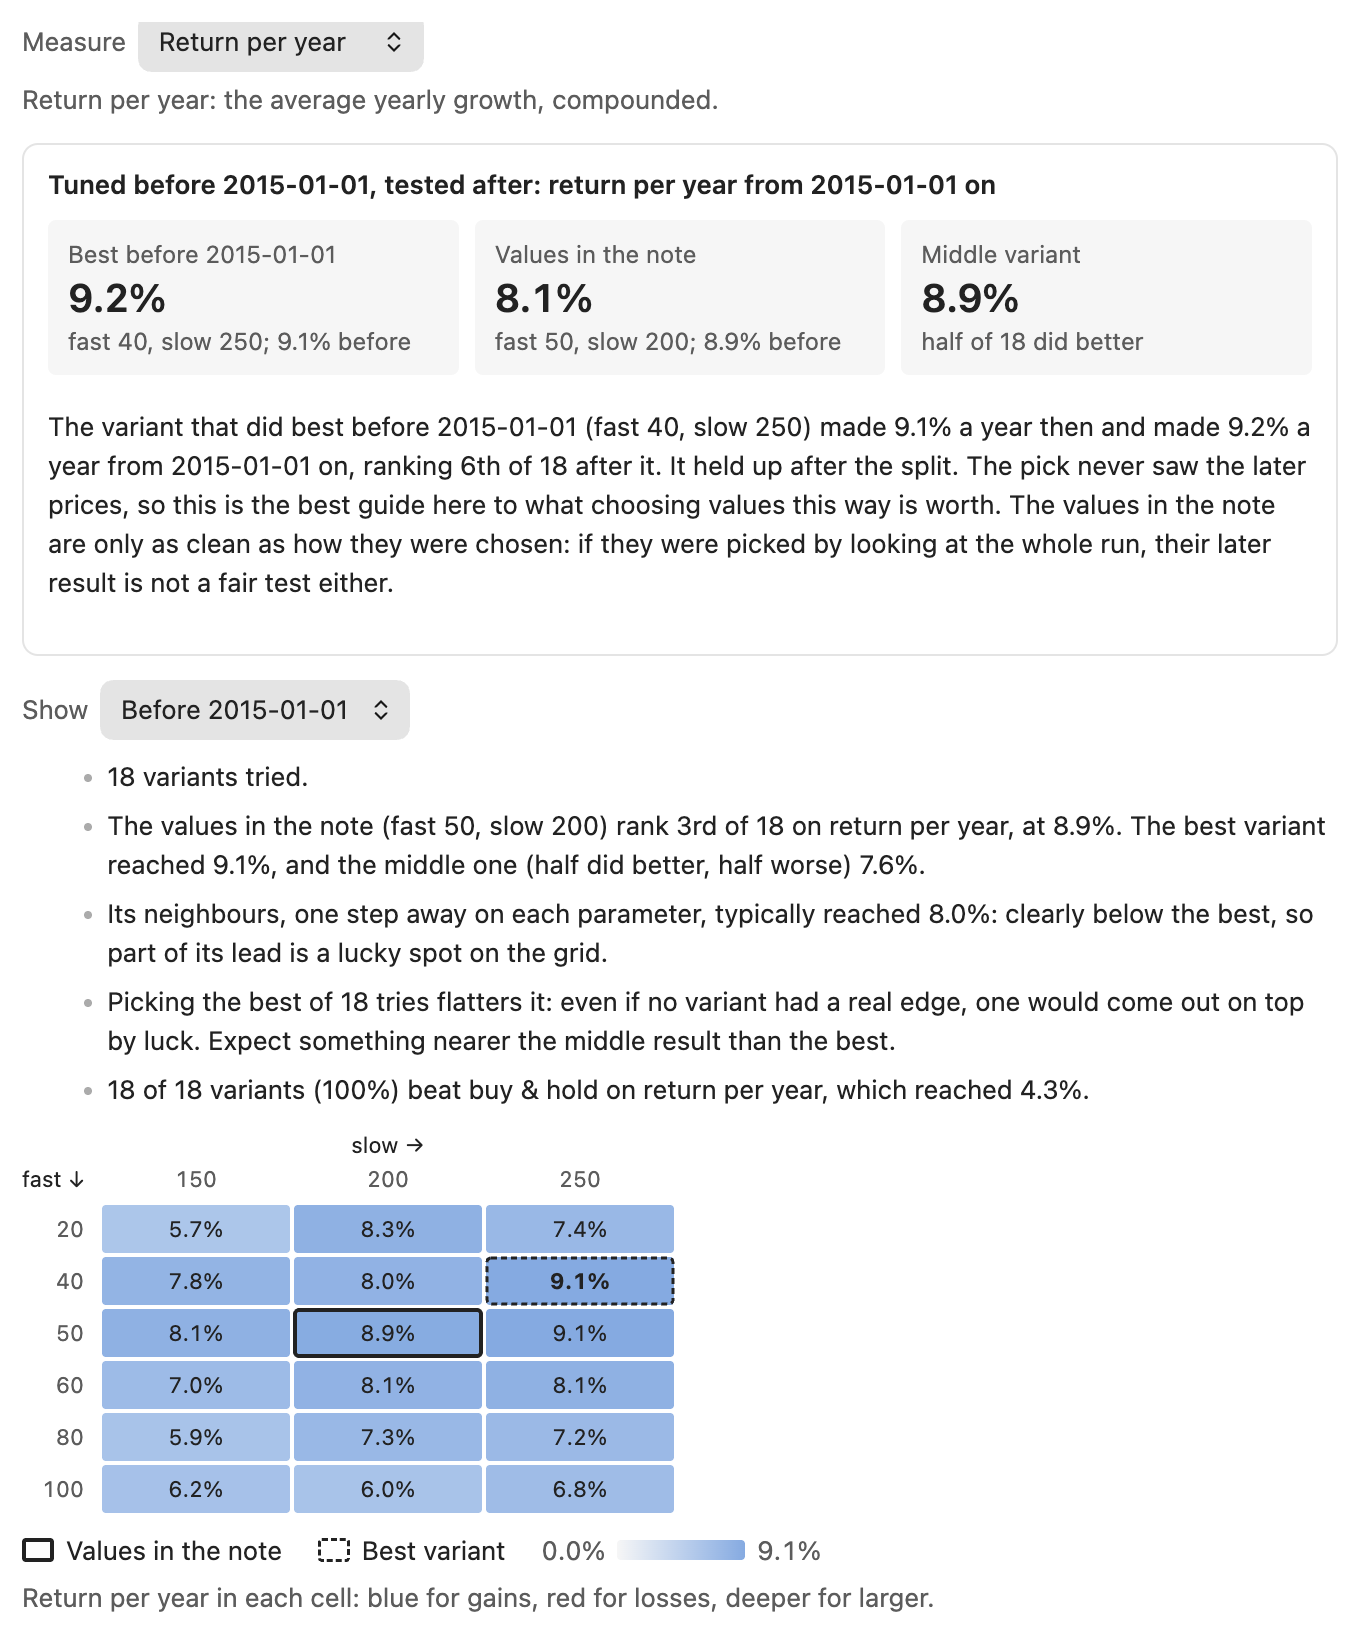 Measure Return per year
Return per year: the average yearly growth, compounded.
Tuned before 2015-01-01, tested after: return per year from 2015-01-01 on
Best before 2015-01-01
9.2%
fast 40, slow 250; 9.1% before
Values in the note
8.1%
fast 50, slow 200; 8.9% before
Middle variant
8.9%
half of 18 did better
The variant that did best before 2015-01-01 (fast 40, slow 250) made 9.1% a year then and made 9.2% a
year from 2015-01-01 on, ranking 6th of 18 after it. It held up after the split. The pick never saw the later
prices, so this is the best guide here to what choosing values this way is worth. The values in the note
are only as clean as how they were chosen: if they were picked by looking at the whole run, their later
result is not a fair test either.
Show Before 2015-01-01
• 18 variants tried.
• The values in the note (fast 50, slow 200) rank 3rd of 18 on return per year, at 8.9%. The best variant
reached 9.1%, and the middle one (half did better, half worse) 7.6%.
• Its neighbours, one step away on each parameter, typically reached 8.0%: clearly below the best, so
part of its lead is a lucky spot on the grid.
• Picking the best of 18 tries flatters it: even if no variant had a real edge, one would come out on top
by luck. Expect something nearer the middle result than the best.
• 18 of 18 variants (100%) beat buy & hold on return per year, which reached 4.3%.
slow →
fast ↓ 150 200 250
20 5.7% 8.3% 7.4%
40 7.8% 8.0% 9.1%
50 8.1% 8.9% 9.1%
60 7.0% 8.1% 8.1%
80 5.9% 7.3% 7.2%
100 6.2% 6.0% 6.8%
Values in the note Best variant 0.0% 9.1%
Return per year in each cell: blue for gains, red for losses, deeper for larger.